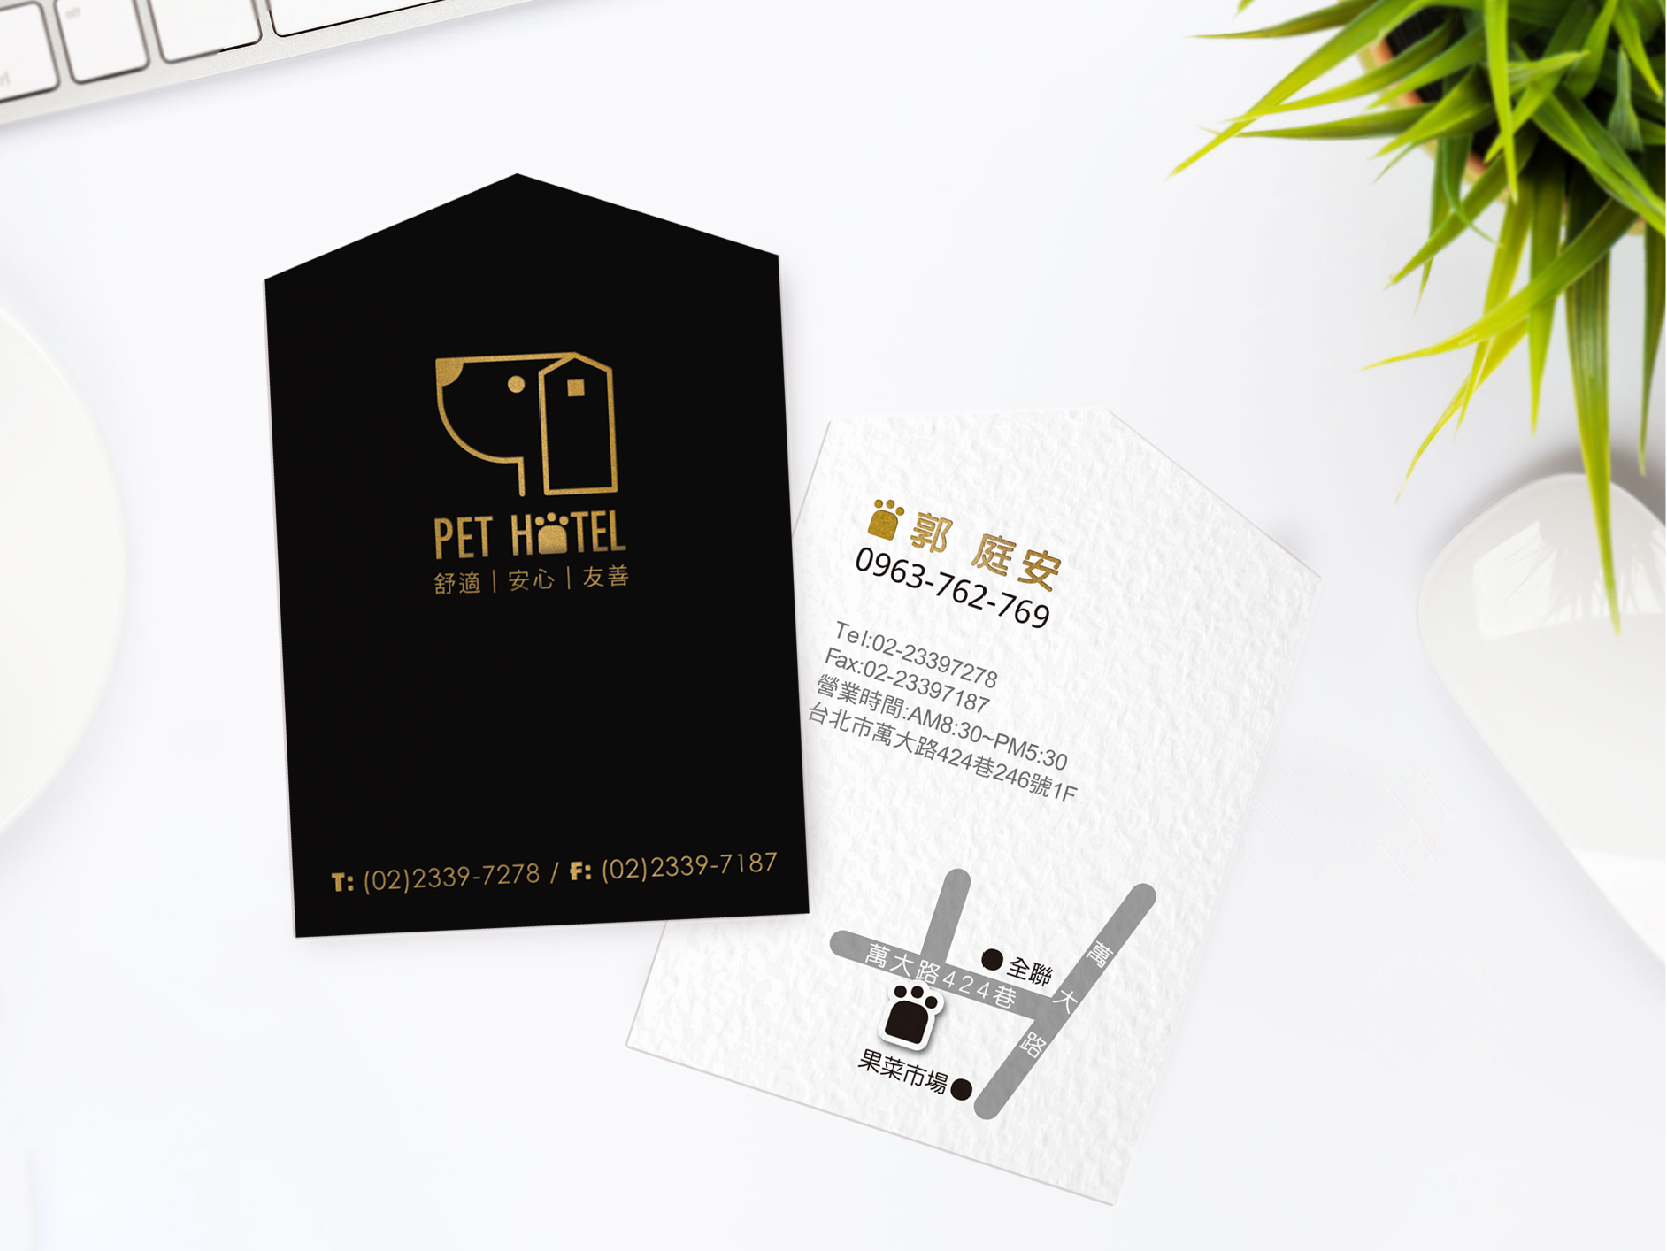 PET HOTEL
舒適｜安心｜友善
T: (02)2339-7278 / F: (02)2339-7187
郭 庭安
0963-762-769
Tel:02-23397278
Fax:02-23397187
營業時間:AM8:30~PM5:30
台北市萬大路424巷246號1F
萬大路424巷
全聯
萬大路
果菜市場